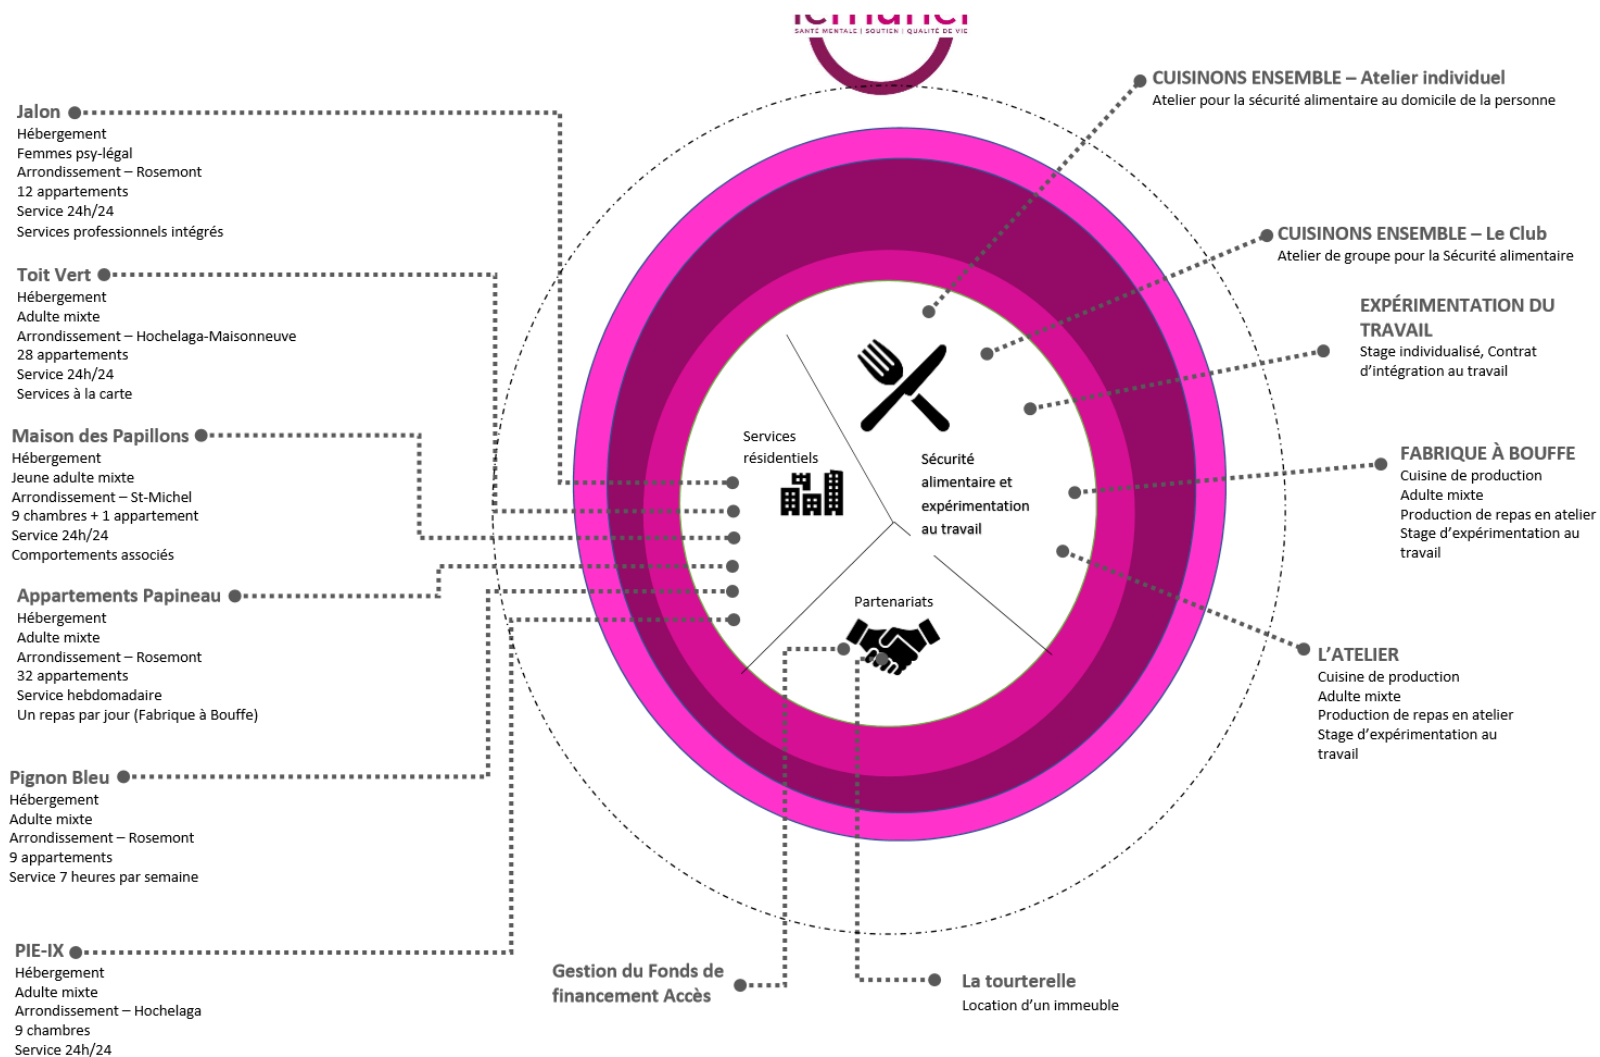 SANTÉ MENTALE | SOUTIEN | QUALITÉ DE VIE
Jalon
Hébergement
Femmes psy-légal
Arrondissement – Rosemont
12 appartements
Service 24h/24
Services professionnels intégrés
Toit Vert
Hébergement
Adulte mixte
Arrondissement – Hochelaga-Maisonneuve
28 appartements
Service 24h/24
Services à la carte
Maison des Papillons
Hébergement
Jeune adulte mixte
Arrondissement – St-Michel
9 chambres + 1 appartement
Service 24h/24
Comportements associés
Appartements Papineau
Hébergement
Adulte mixte
Arrondissement – Rosemont
32 appartements
Service hebdomadaire
Un repas par jour (Fabrique à Bouffe)
Pignon Bleu
Hébergement
Adulte mixte
Arrondissement – Rosemont
9 appartements
Service 7 heures par semaine
PIE-IX
Hébergement
Adulte mixte
Arrondissement – Hochelaga
9 chambres
Service 24h/24
Services
résidentiels
Sécurité
alimentaire et
expérimentation
au travail
Partenariats
Gestion du Fonds de
financement Accès
La tourterelle
Location d'un immeuble
CUISINONS ENSEMBLE – Atelier individuel
Atelier pour la sécurité alimentaire au domicile de la personne
CUISINONS ENSEMBLE – Le Club
Atelier de groupe pour la Sécurité alimentaire
EXPÉRIMENTATION DU
TRAVAIL
Stage individualisé, Contrat
d'intégration au travail
FABRIQUE À BOUFFE
Cuisine de production
Adulte mixte
Production de repas en atelier
Stage d'expérimentation au
travail
L'ATELIER
Cuisine de production
Adulte mixte
Production de repas en atelier
Stage d'expérimentation au
travail